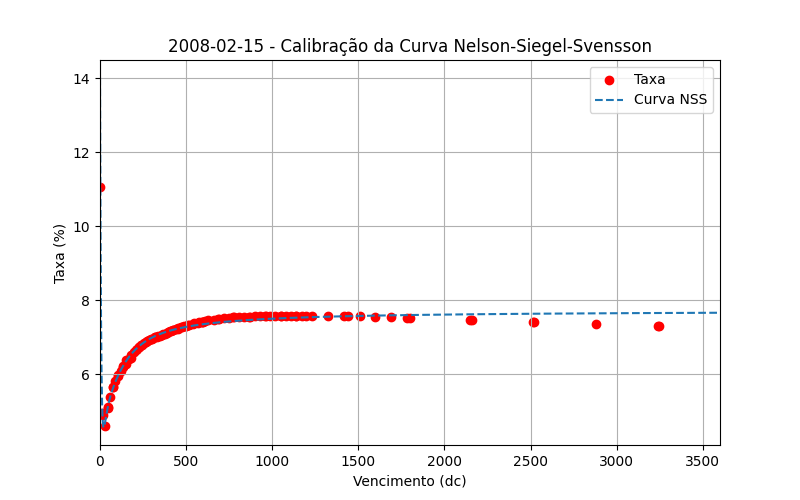 2008-02-15 - Calibração da Curva Nelson-Siegel-Svensson
Taxa
Curva NSS
Taxa (%)
14
12
10
8
6
0 500 1000 1500 2000 2500 3000 3500
Vencimento (dc)